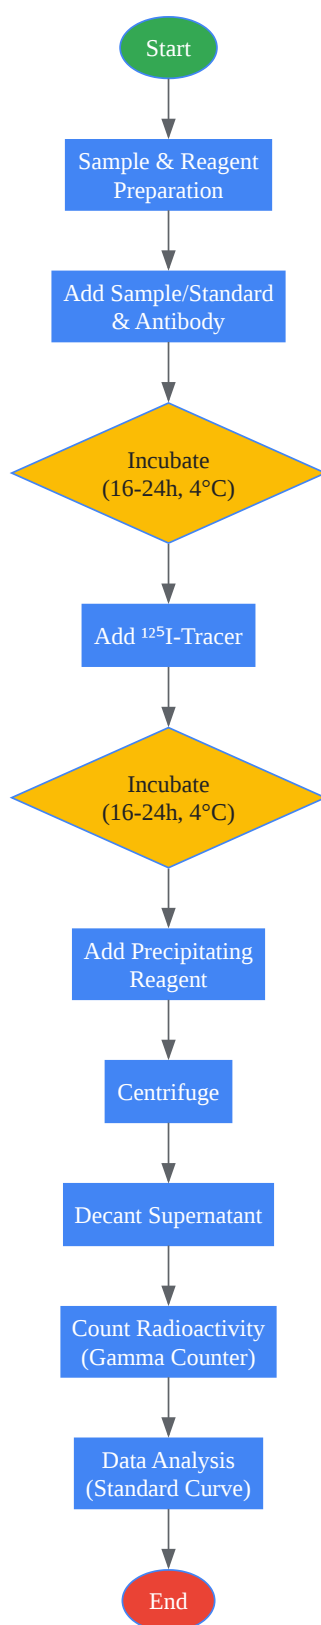 Start
Sample & Reagent
Preparation
Add Sample/Standard
& Antibody
Incubate
(16-24h, 4°C)
Add ¹²⁵I-Tracer
Incubate
(16-24h, 4°C)
Add Precipitating
Reagent
Centrifuge
Decant Supernatant
Count Radioactivity
(Gamma Counter)
Data Analysis
(Standard Curve)
End